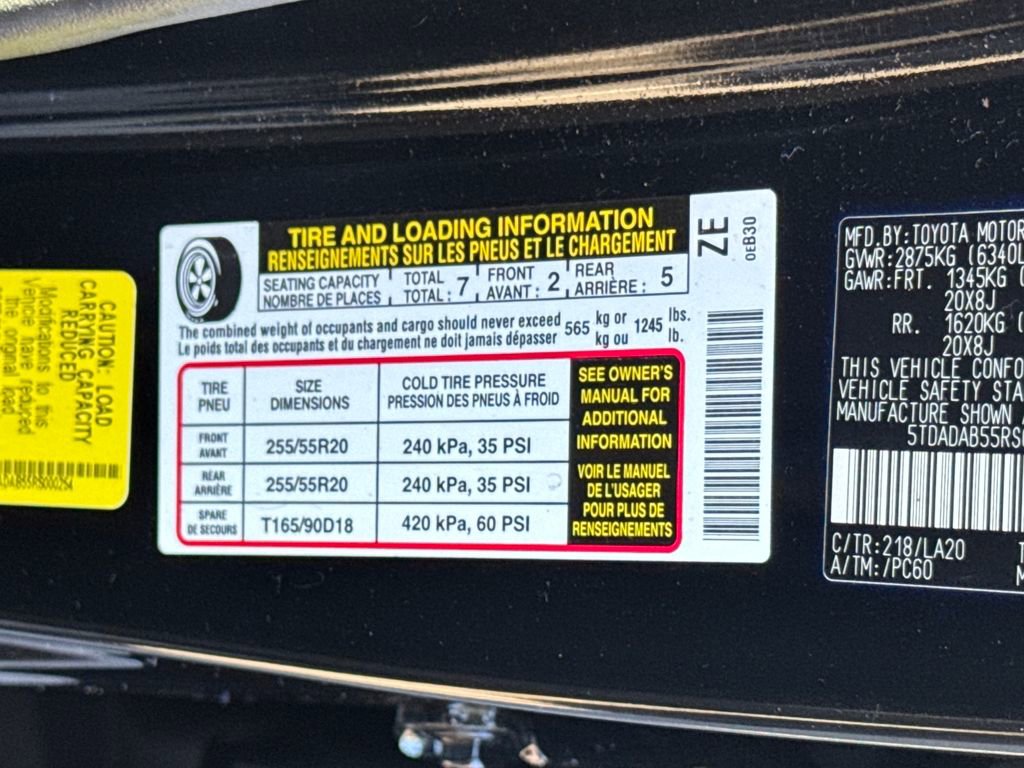 CAUTION: LOAD
CARRYING CAPACITY
REDUCED
Modifications to this
Vehicle have reduced
the original load
TIRE AND LOADING INFORMATION
RENSEIGNEMENTS SUR LES PNEUS ET LE CHARGEMENT
SEATING CAPACITY
NOMBRE DE PLACES
TOTAL
TOTAL : 7
FRONT
AVANT : 2
REAR
ARRIÈRE : 5
The combined weight of occupants and cargo should never exceed 565 kg or 1245 lbs.
Le poids total des occupants et du chargement ne doit jamais dépasser kg ou lb.
TIRE
PNEU
SIZE
DIMENSIONS
COLD TIRE PRESSURE
PRESSION DES PNEUS À FROID
FRONT
AVANT
255/55R20
240 kPa, 35 PSI
REAR
ARRIÈRE
255/55R20
240 kPa, 35 PSI
SPARE
DE SECOURS
T165/90D18
420 kPa, 60 PSI
SEE OWNER'S
MANUAL FOR
ADDITIONAL
INFORMATION
VOIR LE MANUEL
DE L'USAGER
POUR PLUS DE
RENSEIGNEMENTS
ZE
0EB30
MFD.BY:TOYOTA MOTOR
GVWR:2875KG (6340L
GAWR:FRT. 1345KG (
20X8J
RR. 1620KG (
20X8J
THIS VEHICLE CONFO
VEHICLE SAFETY STA
MANUFACTURE SHOWN
5TDADAB55RS
C/TR:218/LA20
A/TM:/PC60